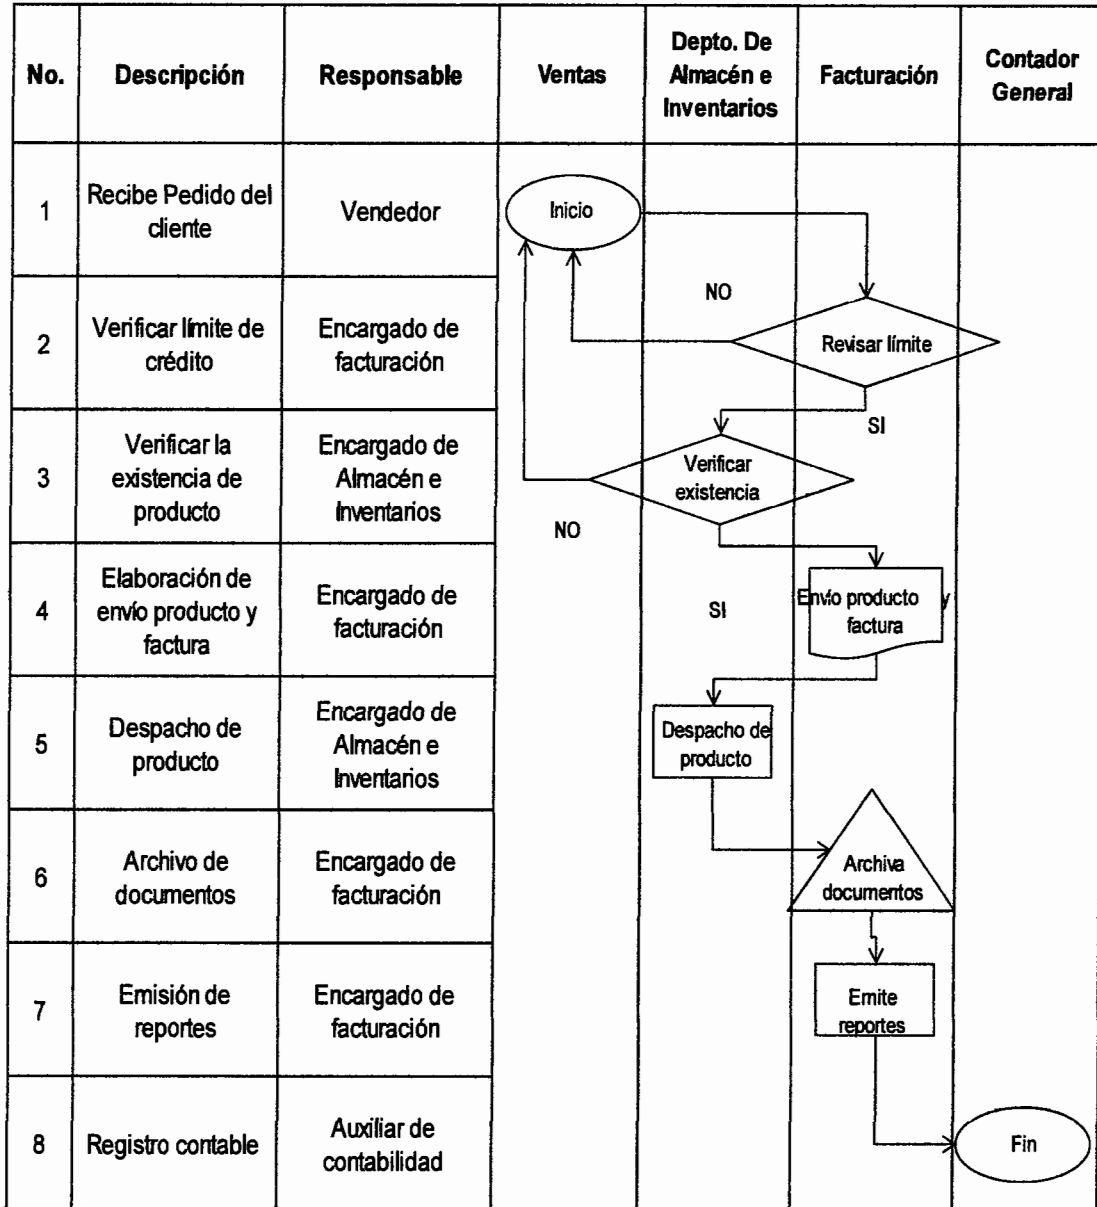 No.
Descripción
Responsable
Ventas
Depto. De
Almacén e
Inventarios
Facturación
Contador
General
1
Recibe Pedido del
cliente
Vendedor
Inicio
2
Verificar límite de
crédito
Encargado de
facturación
NO
Revisar límite
SI
3
Verificar la
existencia de
producto
Encargado de
Almacén e
Inventarios
Verificar
existencia
NO
4
Elaboración de
envío producto y
factura
Encargado de
facturación
SI
Envío producto y
factura
5
Despacho de
producto
Encargado de
Almacén e
Inventarios
Despacho de
producto
6
Archivo de
documentos
Encargado de
facturación
Archiva
documentos
7
Emisión de
reportes
Encargado de
facturación
Emite
reportes
8
Registro contable
Auxiliar de
contabilidad
Fin